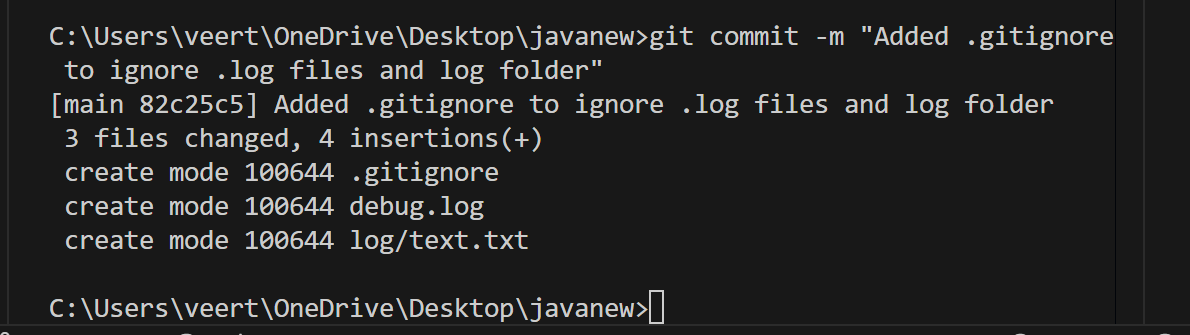 C:\Users\veert\OneDrive\Desktop\javanew>git commit -m "Added .gitignore
 to ignore .log files and log folder"
[main 82c25c5] Added .gitignore to ignore .log files and log folder
 3 files changed, 4 insertions(+)
 create mode 100644 .gitignore
 create mode 100644 debug.log
 create mode 100644 log/text.txt
C:\Users\veert\OneDrive\Desktop\javanew>